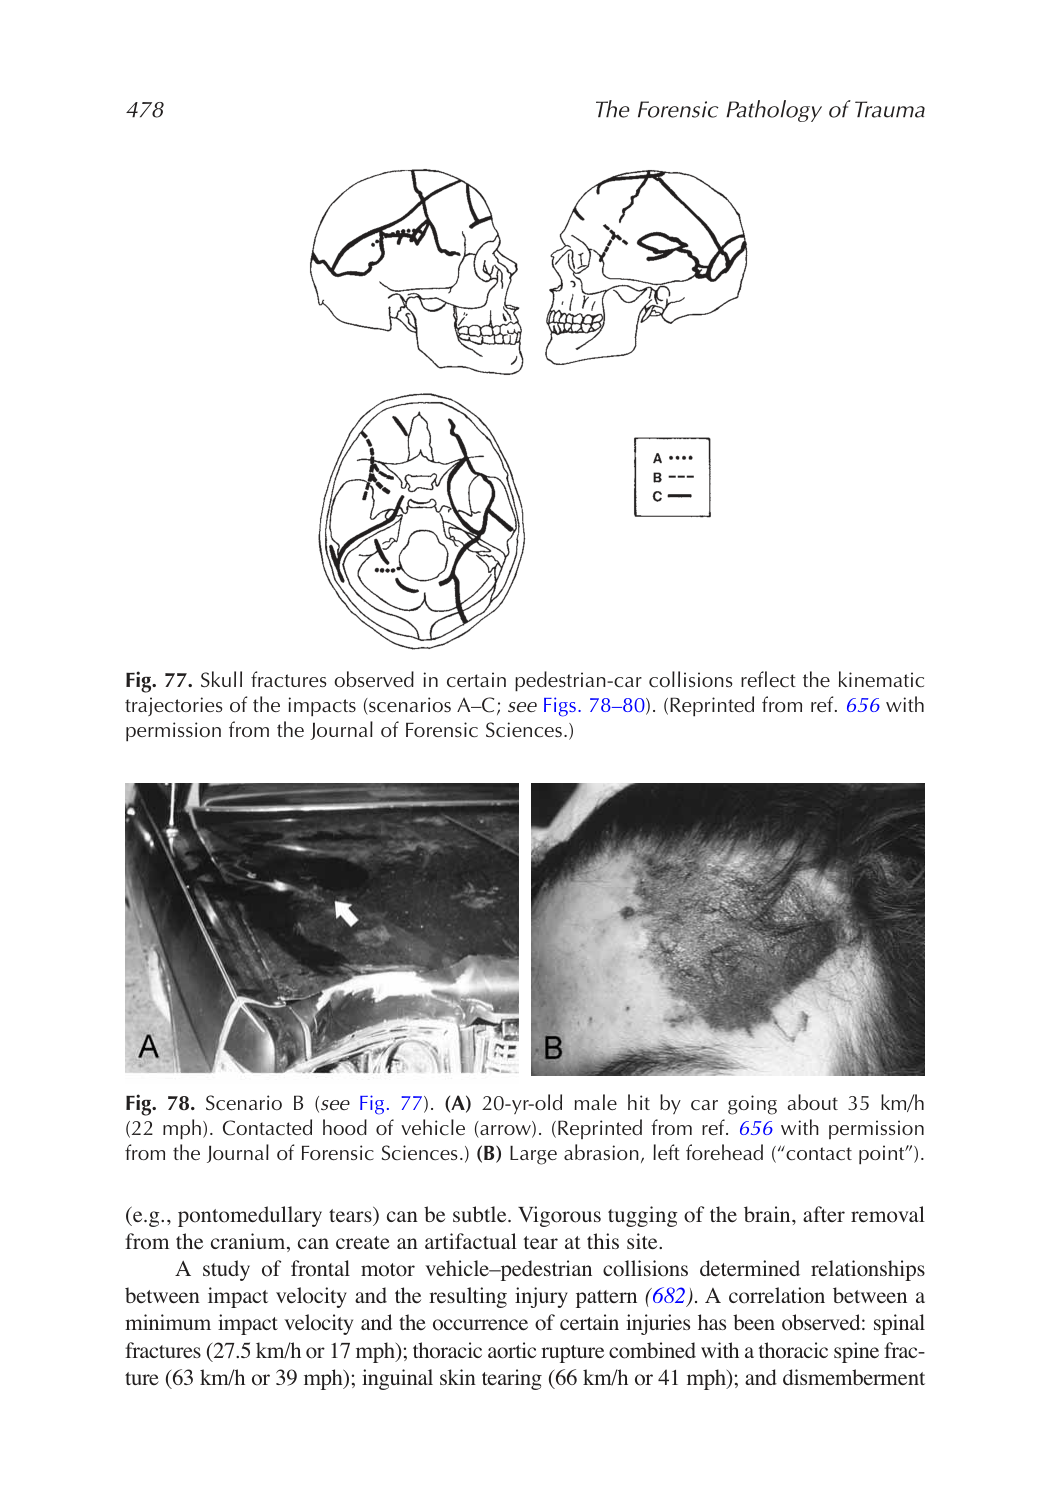 478
The Forensic Pathology of Trauma
A
B
C
Fig. 77. Skull fractures observed in certain pedestrian-car collisions reflect the kinematic
trajectories of the impacts (scenarios A–C; see Figs. 78–80). (Reprinted from ref. 656 with
permission from the Journal of Forensic Sciences.)
A
B
Fig. 78. Scenario B (see Fig. 77). (A) 20-yr-old male hit by car going about 35 km/h
(22 mph). Contacted hood of vehicle (arrow). (Reprinted from ref. 656 with permission
from the Journal of Forensic Sciences.) (B) Large abrasion, left forehead (“contact point”).
(e.g., pontomedullary tears) can be subtle. Vigorous tugging of the brain, after removal
from the cranium, can create an artifactual tear at this site.
A study of frontal motor vehicle–pedestrian collisions determined relationships
between impact velocity and the resulting injury pattern (682). A correlation between a
minimum impact velocity and the occurrence of certain injuries has been observed: spinal
fractures (27.5 km/h or 17 mph); thoracic aortic rupture combined with a thoracic spine frac-
ture (63 km/h or 39 mph); inguinal skin tearing (66 km/h or 41 mph); and dismemberment